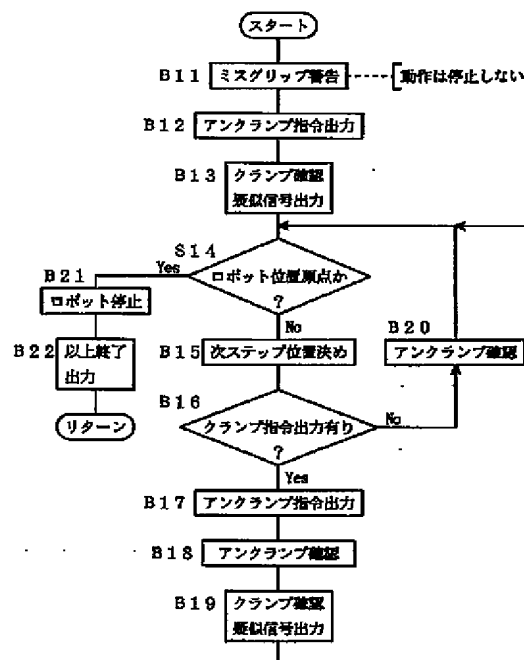 スタート
B11 ミスグリップ警告 動作は停止しない
B12 アンクランプ指令出力
B13 クランプ確認
疑似信号出力
S14
ロボット位置原点か
?
Yes
No
B21
ロボット停止
B22 以上終了
出力
リターン
B15 次ステップ位置決め
B20
アンクランプ確認
B16
クランプ指令出力有り
?
No
Yes
B17 アンクランプ指令出力
B18 アンクランプ確認
B19 クランプ確認
疑似信号出力